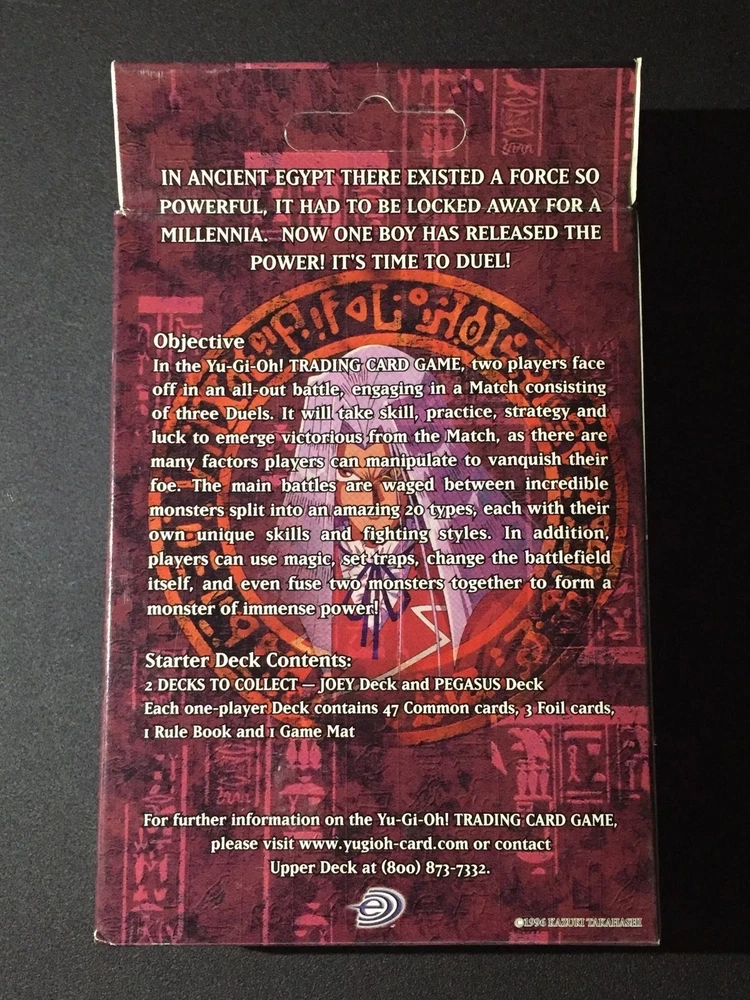 IN ANCIENT EGYPT THERE EXISTED A FORCE SO
POWERFUL, IT HAD TO BE LOCKED AWAY FOR A
MILLENNIA. NOW ONE BOY HAS RELEASED THE
POWER! IT'S TIME TO DUEL!
Objective
In the Yu-Gi-Oh! TRADING CARD GAME, two players face
off in an all-out battle, engaging in a Match consisting
of three Duels. It will take skill, practice, strategy and
luck to emerge victorious from the Match, as there are
many factors players can manipulate to vanquish their
foe. The main battles are waged between incredible
monsters split into an amazing 20 types, each with their
own unique skills and fighting styles. In addition,
players can use magic, set traps, change the battlefield
itself, and even fuse two monsters together to form a
monster of immense power!
Starter Deck Contents:
2 DECKS TO COLLECT — JOEY Deck and PEGASUS Deck
Each one-player Deck contains 47 Common cards, 3 Foil cards,
1 Rule Book and 1 Game Mat
For further information on the Yu-Gi-Oh! TRADING CARD GAME,
please visit www.yugioh-card.com or contact
Upper Deck at (800) 873-7332.
©1996 KAZUKI TAKAHASHI